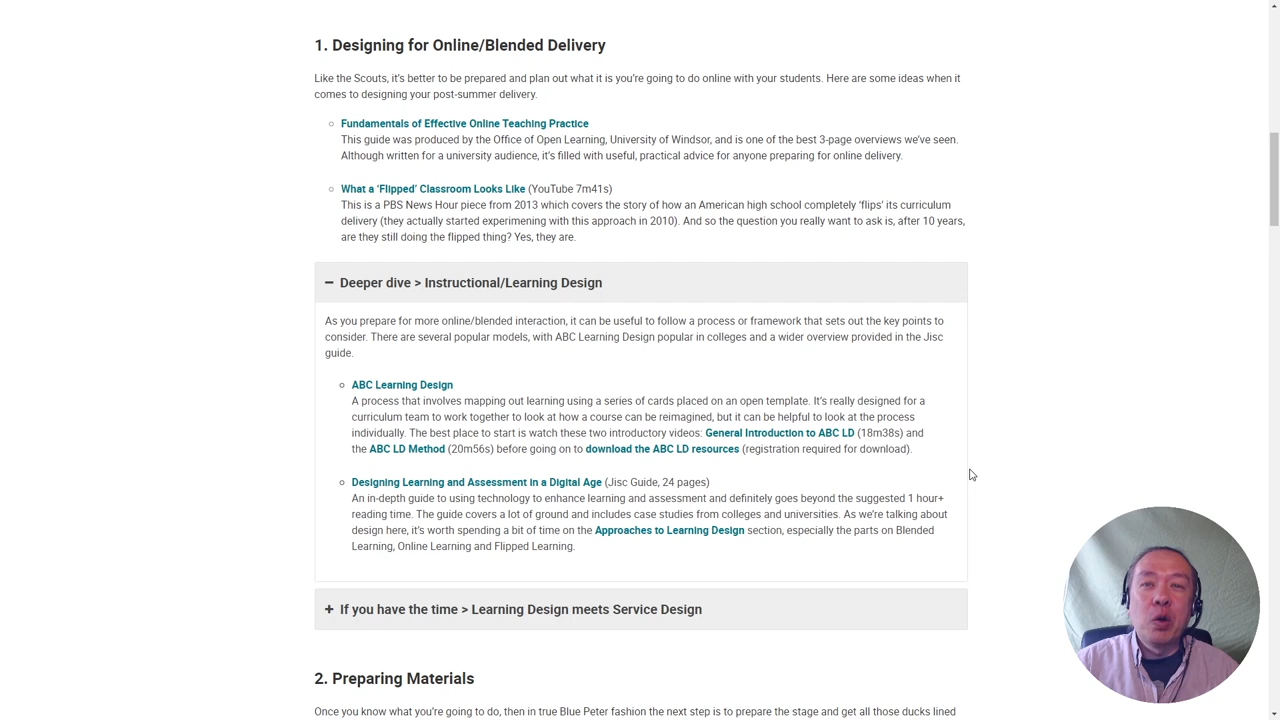 1. Designing for Online/Blended Delivery
Like the Scouts, it's better to be prepared and plan out what it is you're going to do online with your students. Here are some ideas when it
comes to designing your post-summer delivery.
Fundamentals of Effective Online Teaching Practice
This guide was produced by the Office of Open Learning, University of Windsor, and is one of the best 3-page overviews we've seen.
Although written for a university audience, it's filled with useful, practical advice for anyone preparing for online delivery.
What a 'Flipped' Classroom Looks Like (YouTube 7m41s)
This is a PBS News Hour piece from 2013 which covers the story of how an American high school completely 'flips' its curriculum
delivery (they actually started experimening with this approach in 2010). And so the question you really want to ask is, after 10 years,
are they still doing the flipped thing? Yes, they are.
Deeper dive > Instructional/Learning Design
As you prepare for more online/blended interaction, it can be useful to follow a process or framework that sets out the key points to
consider. There are several popular models, with ABC Learning Design popular in colleges and a wider overview provided in the Jisc
guide.
ABC Learning Design
A process that involves mapping out learning using a series of cards placed on an open template. It's really designed for a
curriculum team to work together to look at how a course can be reimagined, but it can be helpful to look at the process
individually. The best place to start is watch these two introductory videos: General Introduction to ABC LD (18m38s) and
the ABC LD Method (20m56s) before going on to download the ABC LD resources (registration required for download).
Designing Learning and Assessment in a Digital Age (Jisc Guide, 24 pages)
An in-depth guide to using technology to enhance learning and assessment and definitely goes beyond the suggested 1 hour+
reading time. The guide covers a lot of ground and includes case studies from colleges and universities. As we're talking about
design here, it's worth spending a bit of time on the Approaches to Learning Design section, especially the parts on Blended
Learning, Online Learning and Flipped Learning.
If you have the time > Learning Design meets Service Design
2. Preparing Materials
Once you know what you're going to do, then in true Blue Peter fashion the next step is to prepare the stage and get all those ducks lined